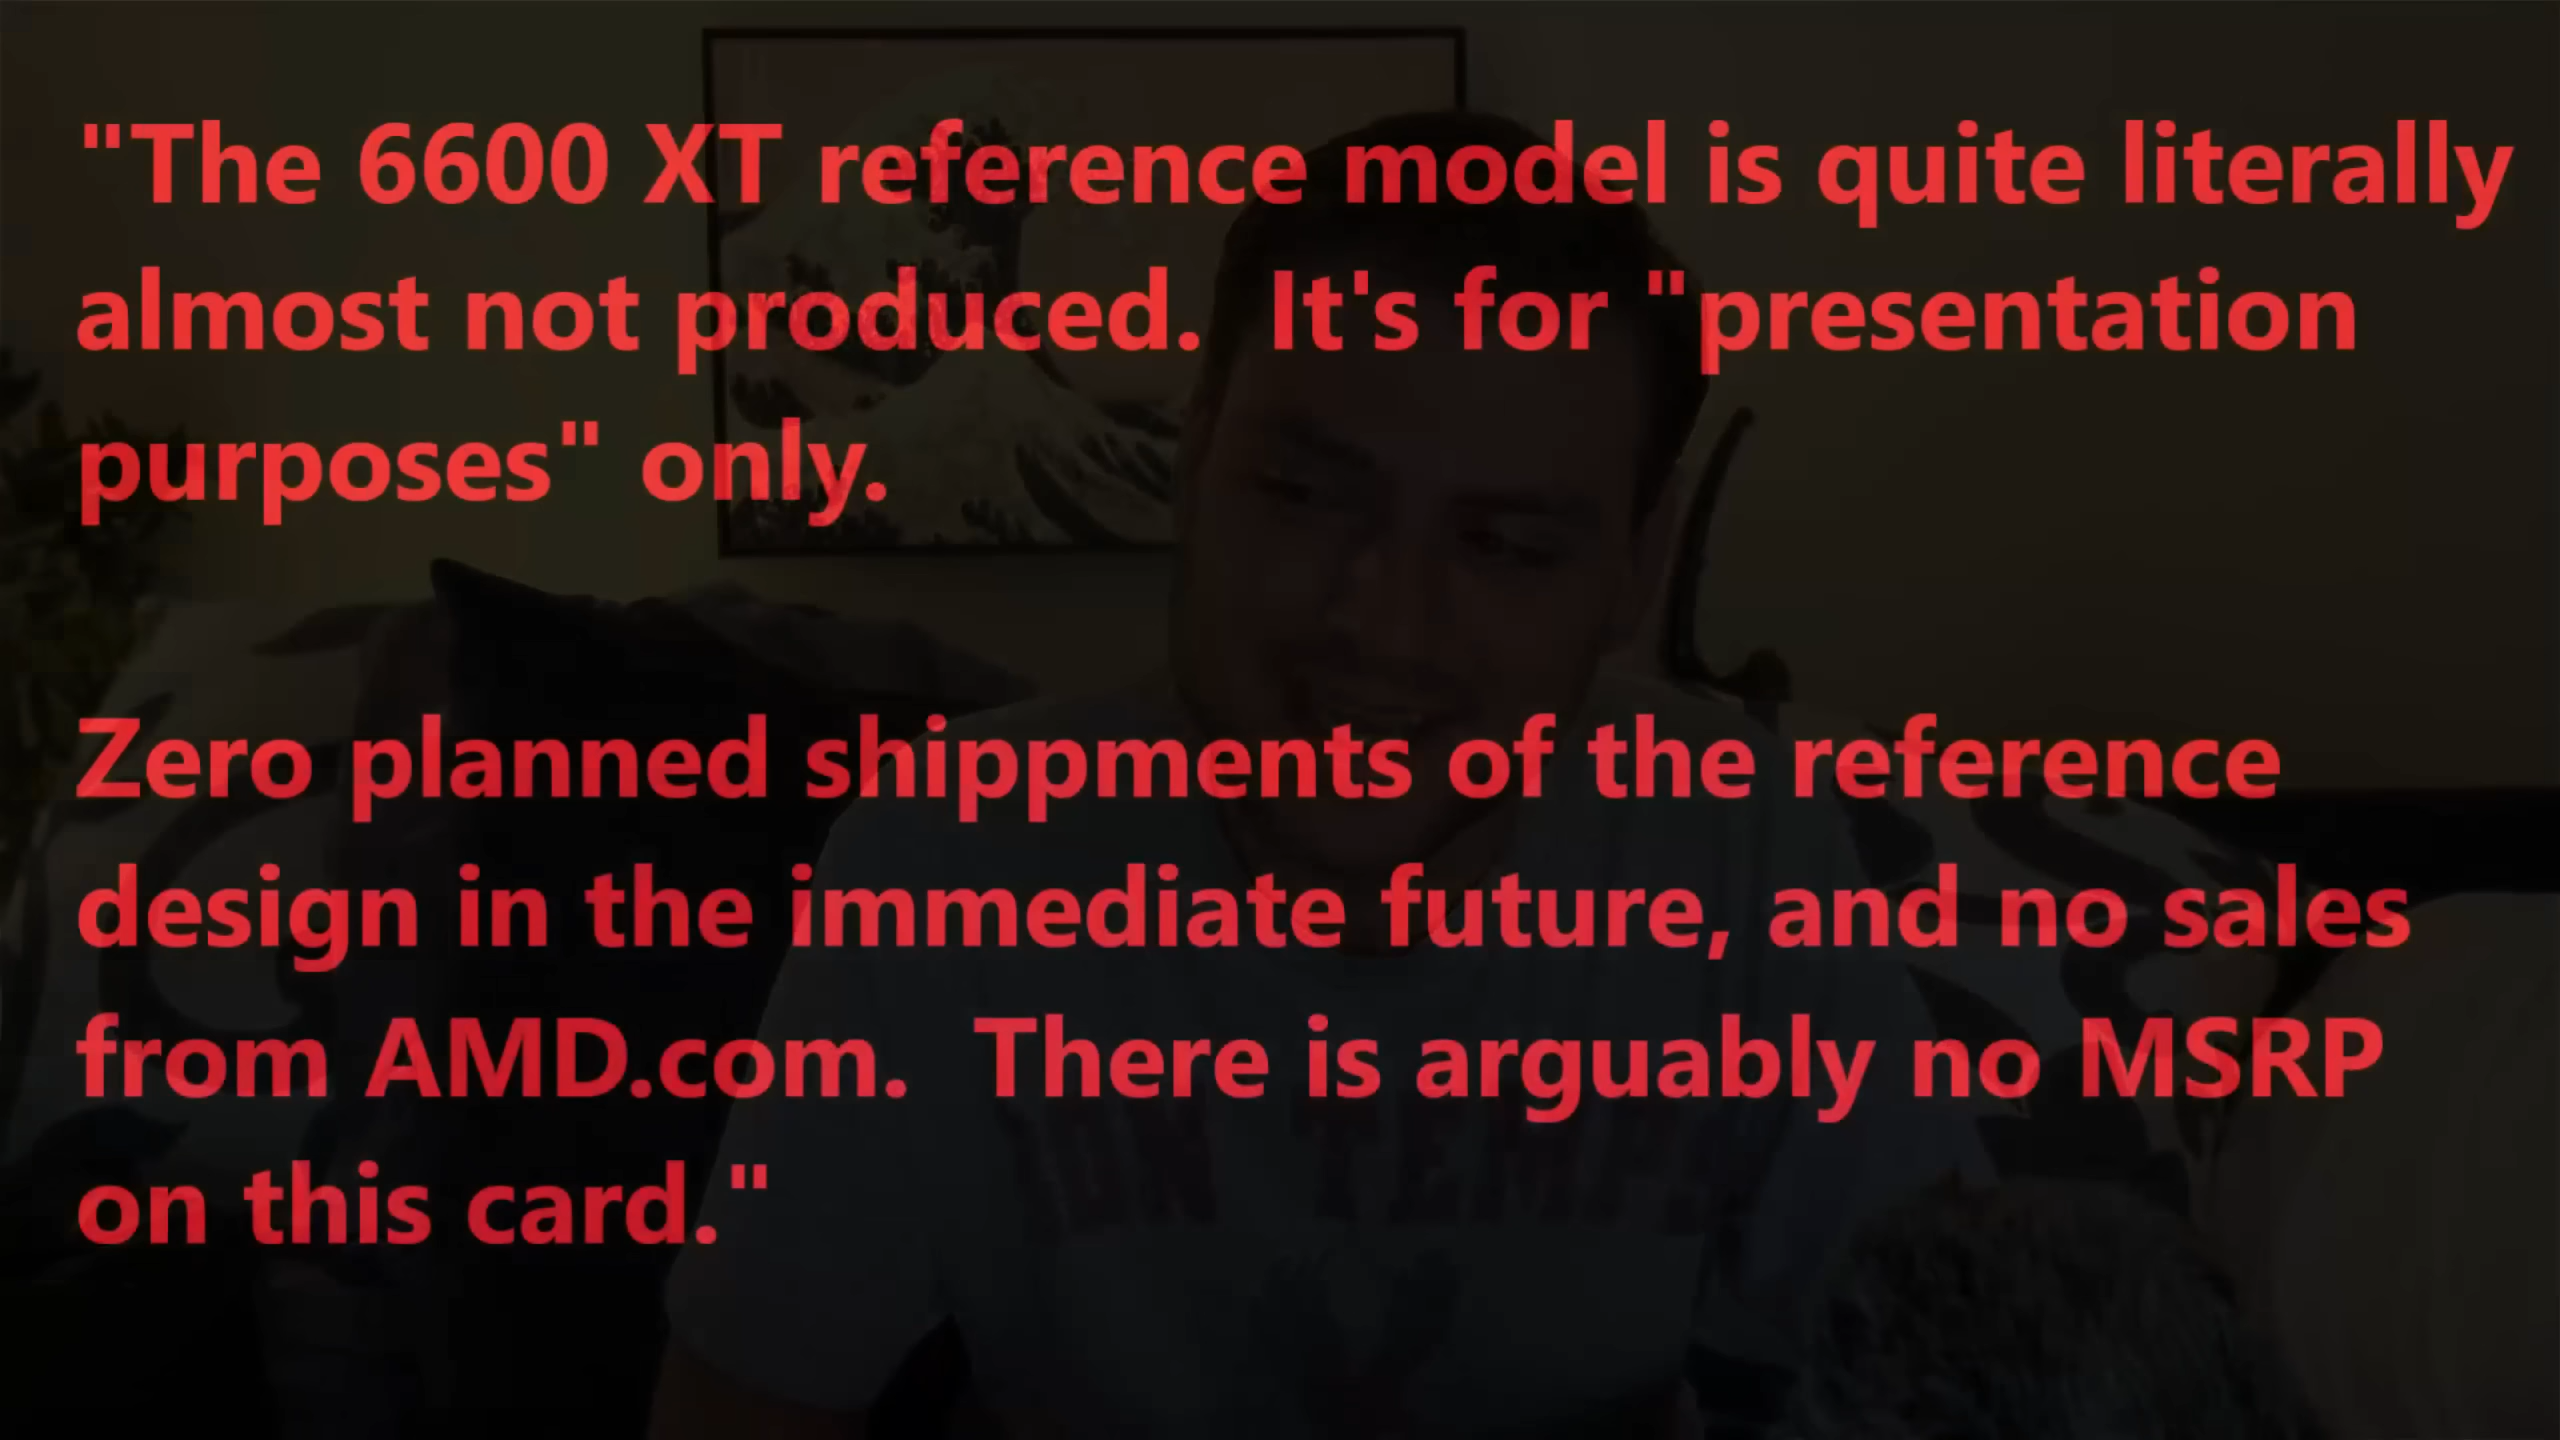 "The 6600 XT reference model is quite literally
almost not produced.  It's for "presentation
purposes" only.
Zero planned shippments of the reference
design in the immediate future, and no sales
from AMD.com.  There is arguably no MSRP
on this card."